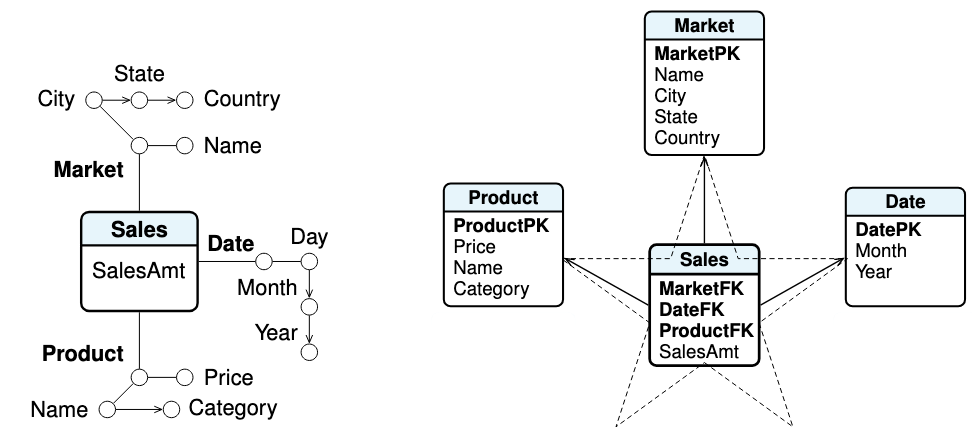 State
City
Country
Name
Market
Sales
SalesAmt
Date
Day
Month
Year
Product
Price
Name
Category
Market
MarketPK
Name
City
State
Country
Product
ProductPK
Price
Name
Category
Date
DatePK
Month
Year
Sales
MarketFK
DateFK
ProductFK
SalesAmt